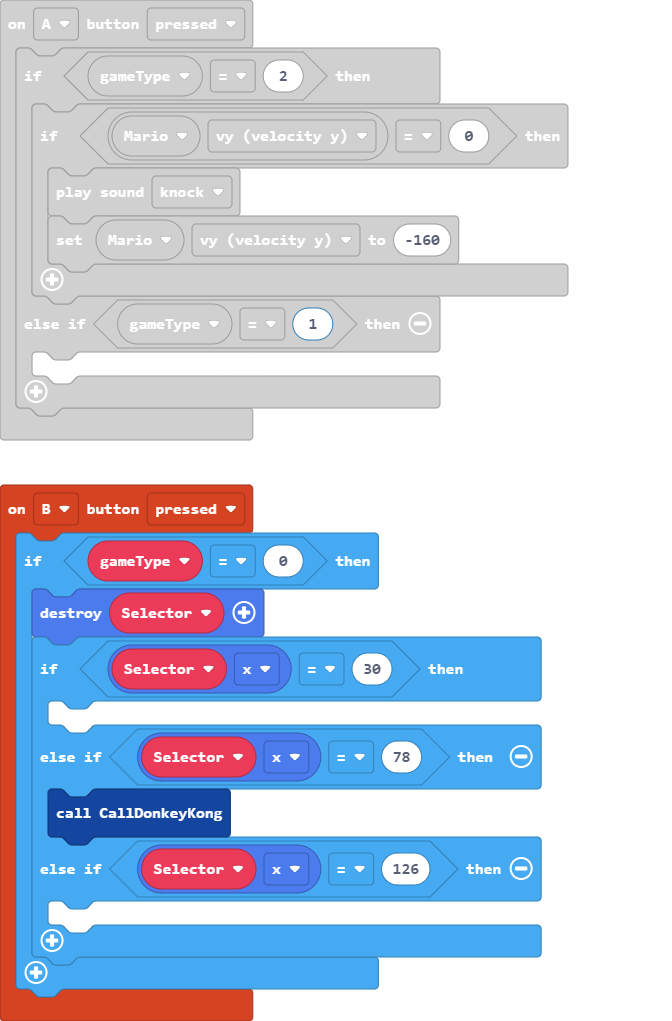 on A button pressed
if gameType = 2 then
if Mario vy (velocity y) = 0 then
play sound knock
set Mario vy (velocity y) to -160
else if gameType = 1 then
on B button pressed
if gameType = 0 then
destroy Selector
if Selector x = 30 then
else if Selector x = 78 then
call CallDonkeyKong
else if Selector x = 126 then